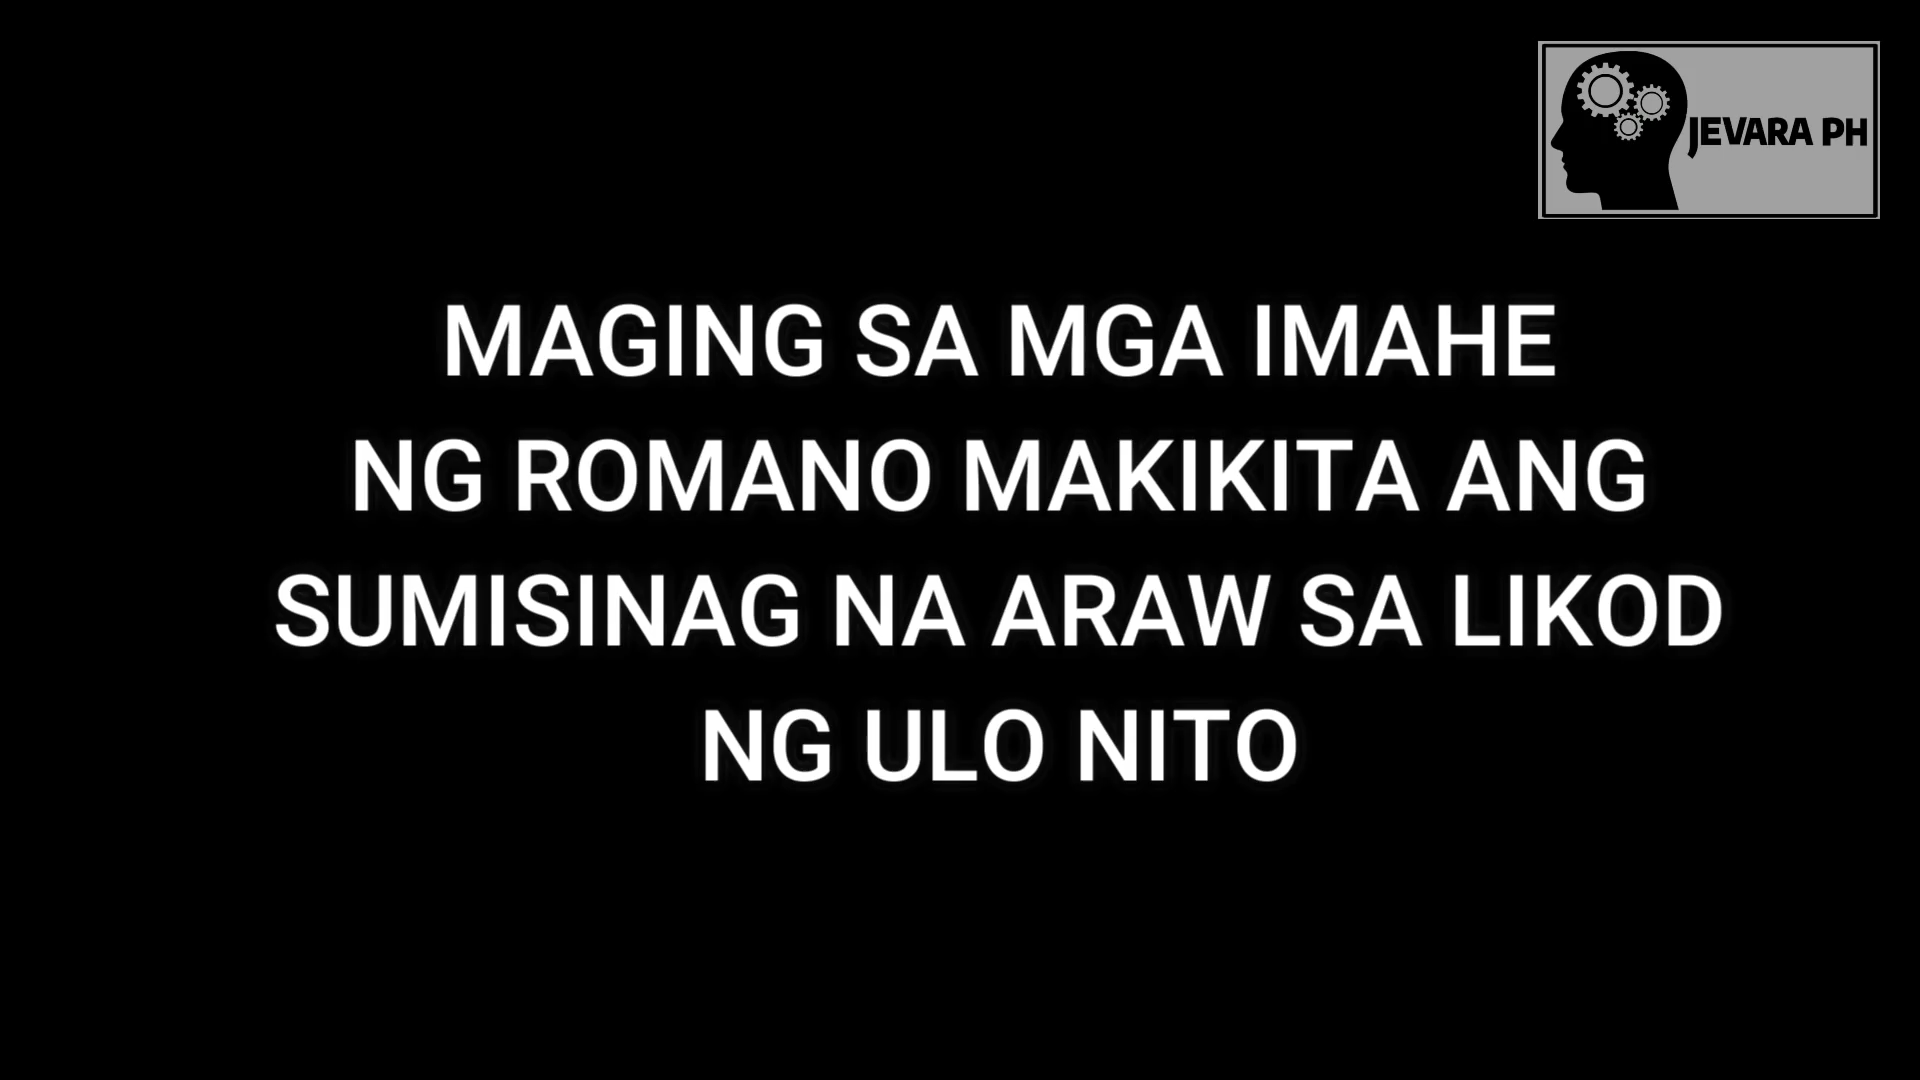 JEVARA PH
MAGING SA MGA IMAHE
NG ROMANO MAKIKITA ANG
SUMISINAG NA ARAW SA LIKOD
NG ULO NITO